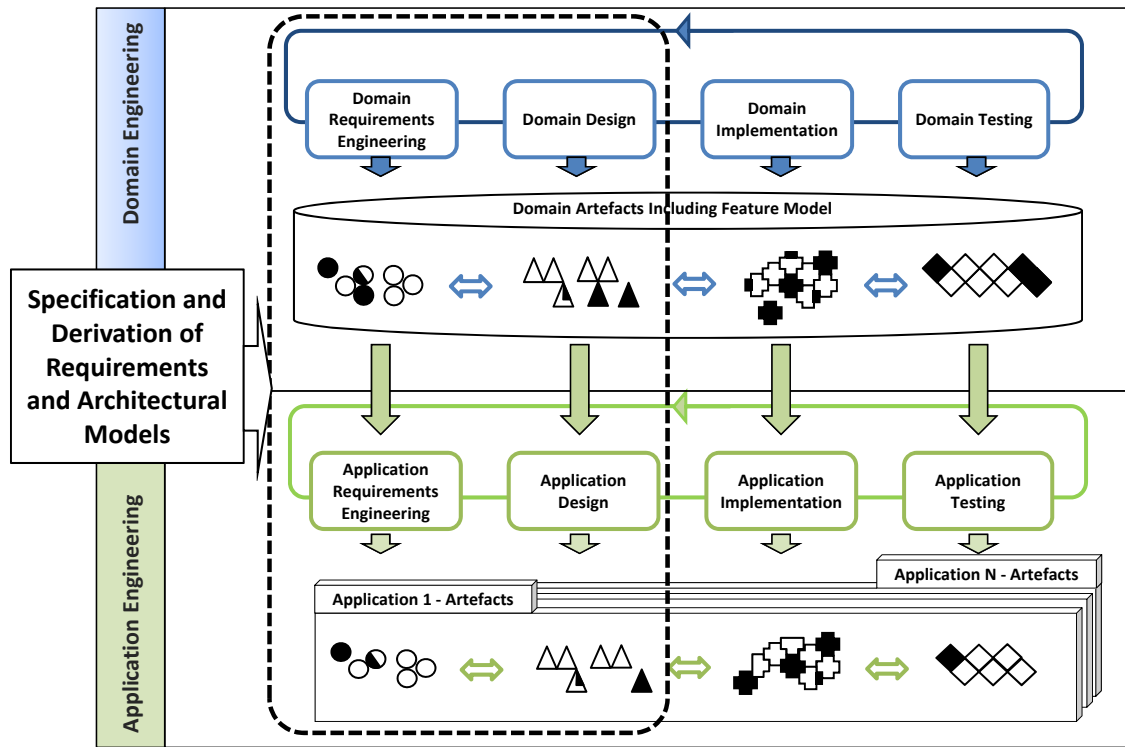 Domain Engineering
Domain
Requirements
Engineering
Domain Design
Domain
Implementation
Domain Testing
Domain Artefacts Including Feature Model
Specification and
Derivation of
Requirements
and Architectural
Models
Application Engineering
Application
Requirements
Engineering
Application
Design
Application
Implementation
Application
Testing
Application N - Artefacts
Application 1 - Artefacts